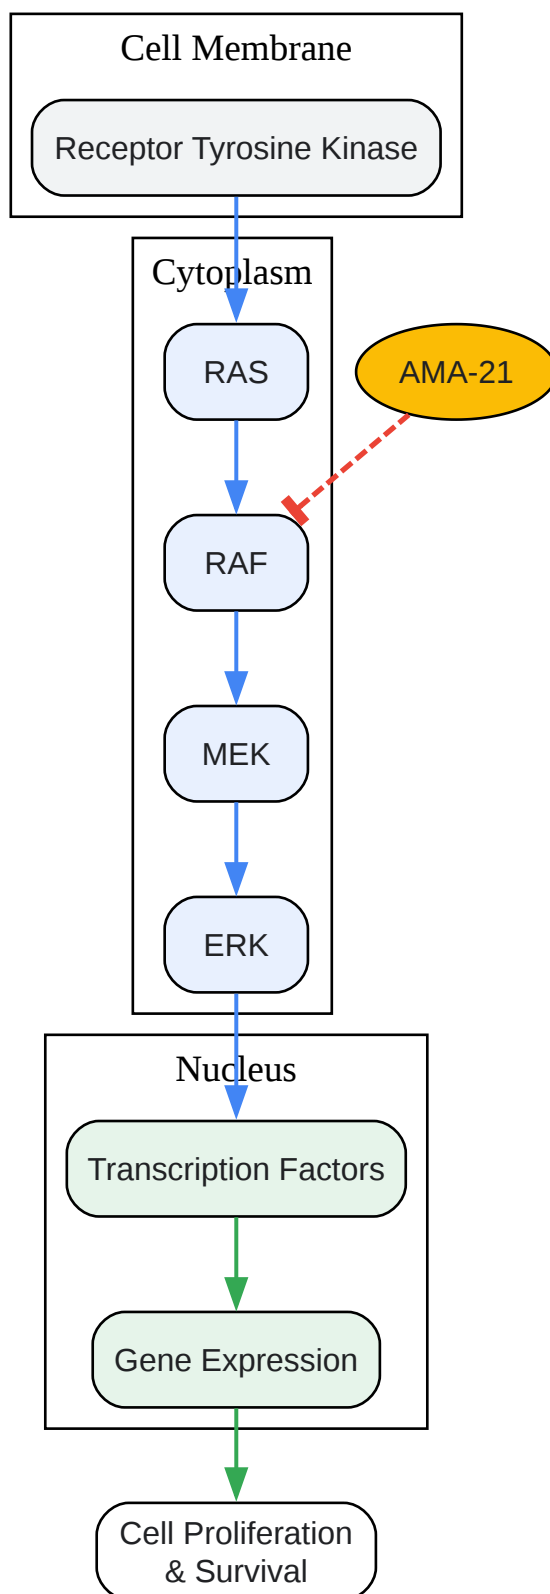 Cell Membrane
Receptor Tyrosine Kinase
Cytoplasm
RAS
AMA-21
RAF
MEK
ERK
Nucleus
Transcription Factors
Gene Expression
Cell Proliferation
& Survival